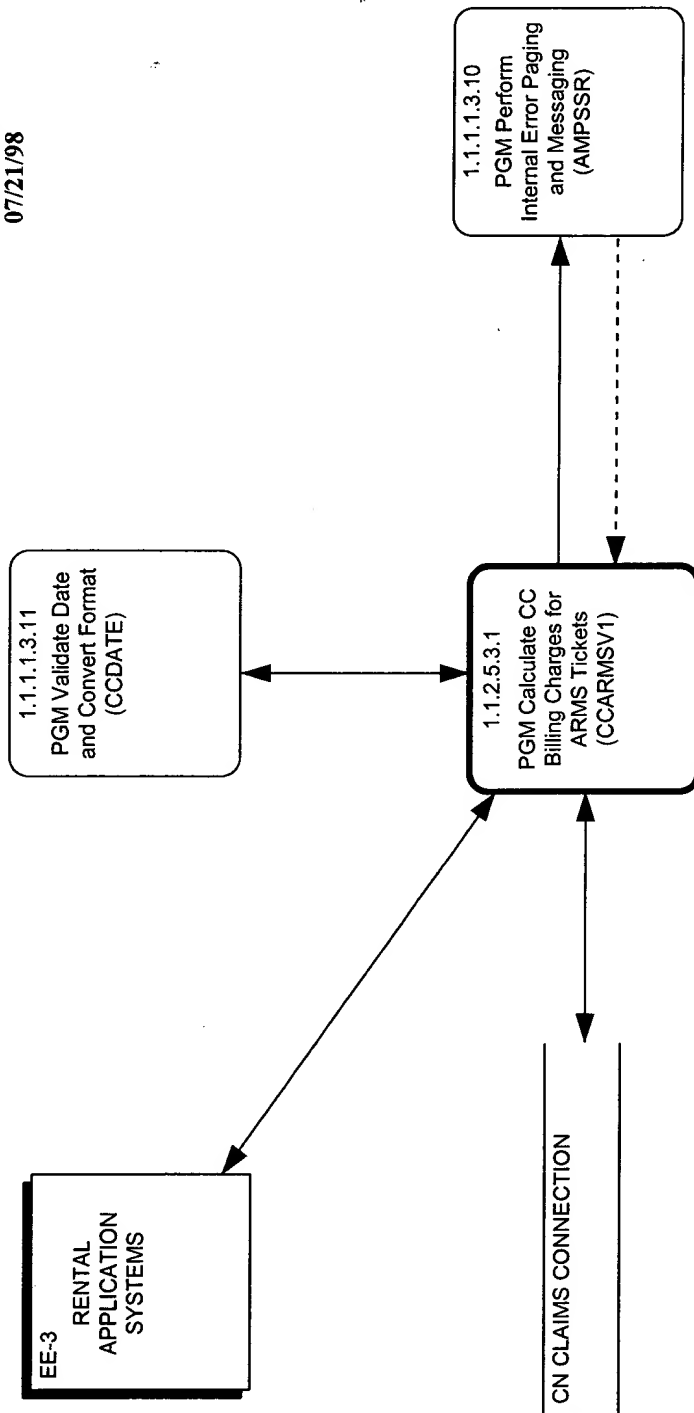 07/21/98
EE-3
RENTAL
APPLICATION
SYSTEMS
1.1.1.1.3.11
PGM Validate Date
and Convert Format
(CCDATE)
CN CLAIMS CONNECTION
1.1.2.5.3.1
PGM Calculate CC
Billing Charges for
ARMS Tickets
(CCARMSV1)
1.1.1.1.3.10
PGM Perform
Internal Error Paging
and Messaging
(AMPSSR)